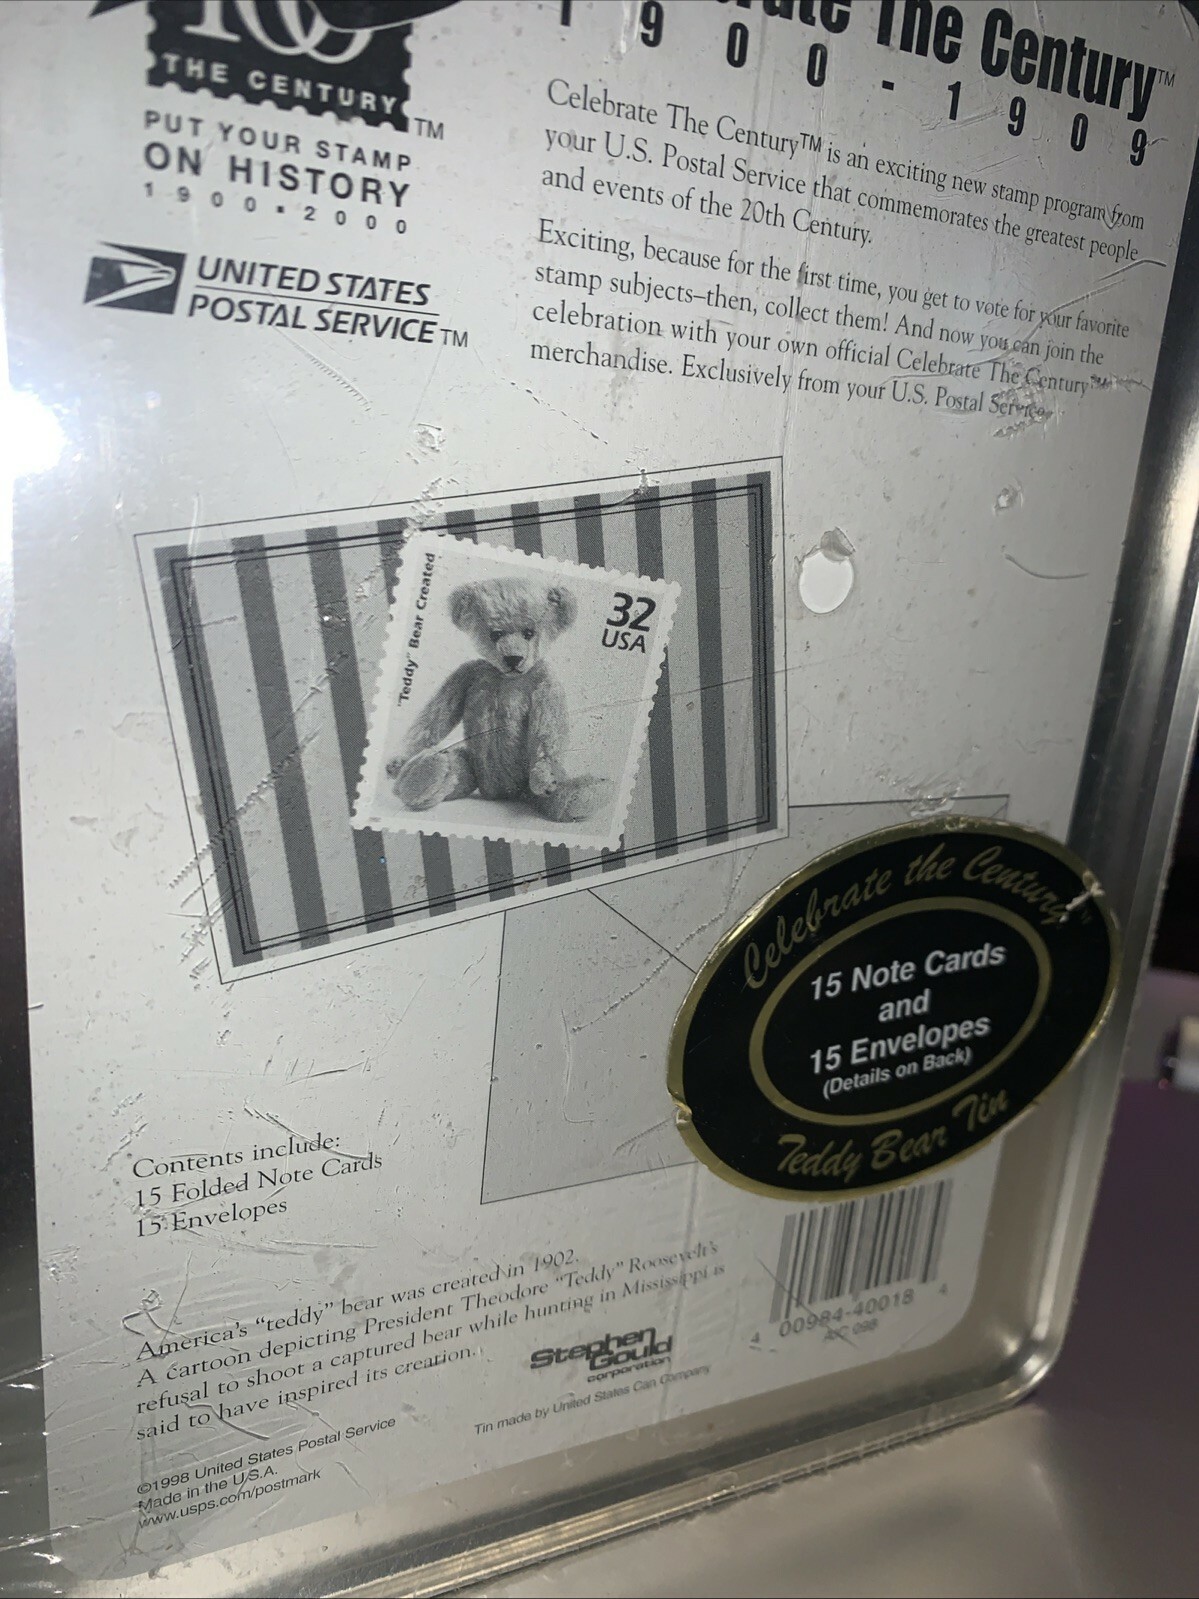 THE CENTURY
TM
PUT YOUR STAMP
ON HISTORY
1900•2000
UNITED STATES
POSTAL SERVICE TM
The Century™
1900-1909
Celebrate The Century™ is an exciting new stamp program from
your U.S. Postal Service that commemorates the greatest people
and events of the 20th Century.
Exciting, because for the first time, you get to vote for your favorite
stamp subjects–then, collect them! And now you can join the
celebration with your own official Celebrate The Century™
merchandise. Exclusively from your U.S. Postal Service.
"Teddy" Bear Created
32
USA
Celebrate the Century™
15 Note Cards
and
15 Envelopes
(Details on Back)
Teddy Bear Tin
Contents include:
15 Folded Note Cards
15 Envelopes
America's "teddy" bear was created in 1902.
A cartoon depicting President Theodore "Teddy" Roosevelt's
refusal to shoot a captured bear while hunting in Mississippi is
said to have inspired its creation.
Stephen
Gould
corporation
Tin made by United States Can Company
4 00984-40018 4
©1998 United States Postal Service
Made in the U.S.A.
www.usps.com/postmark